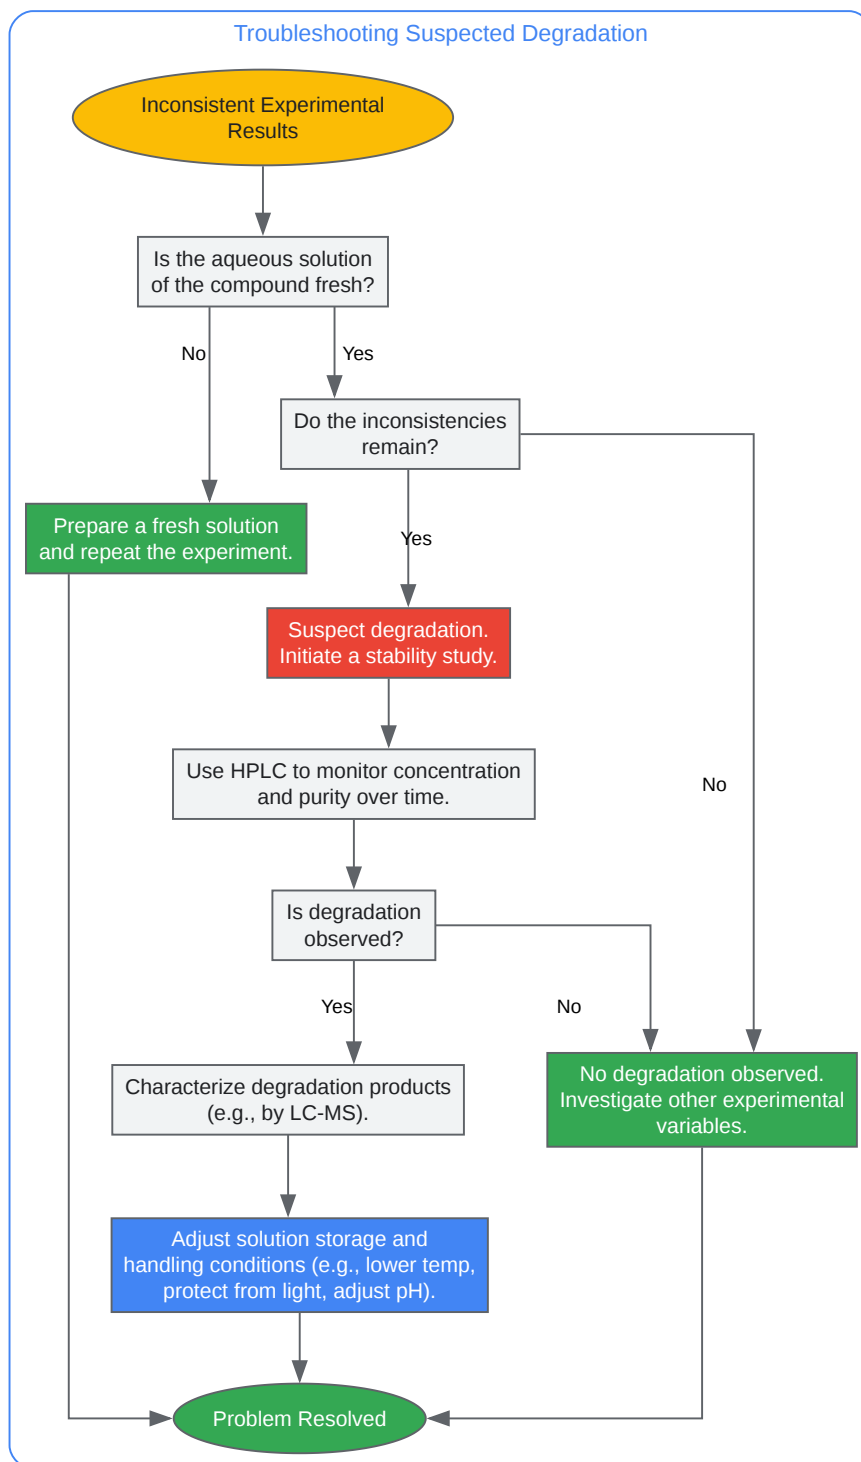 Troubleshooting Suspected Degradation
Inconsistent Experimental
Results
Is the aqueous solution
of the compound fresh?
No
Yes
Do the inconsistencies
remain?
Prepare a fresh solution
and repeat the experiment.
Yes
Suspect degradation.
Initiate a stability study.
Use HPLC to monitor concentration
and purity over time.
No
Is degradation
observed?
Yes
No
Characterize degradation products
(e.g., by LC-MS).
No degradation observed.
Investigate other experimental
variables.
Adjust solution storage and
handling conditions (e.g., lower temp,
protect from light, adjust pH).
Problem Resolved